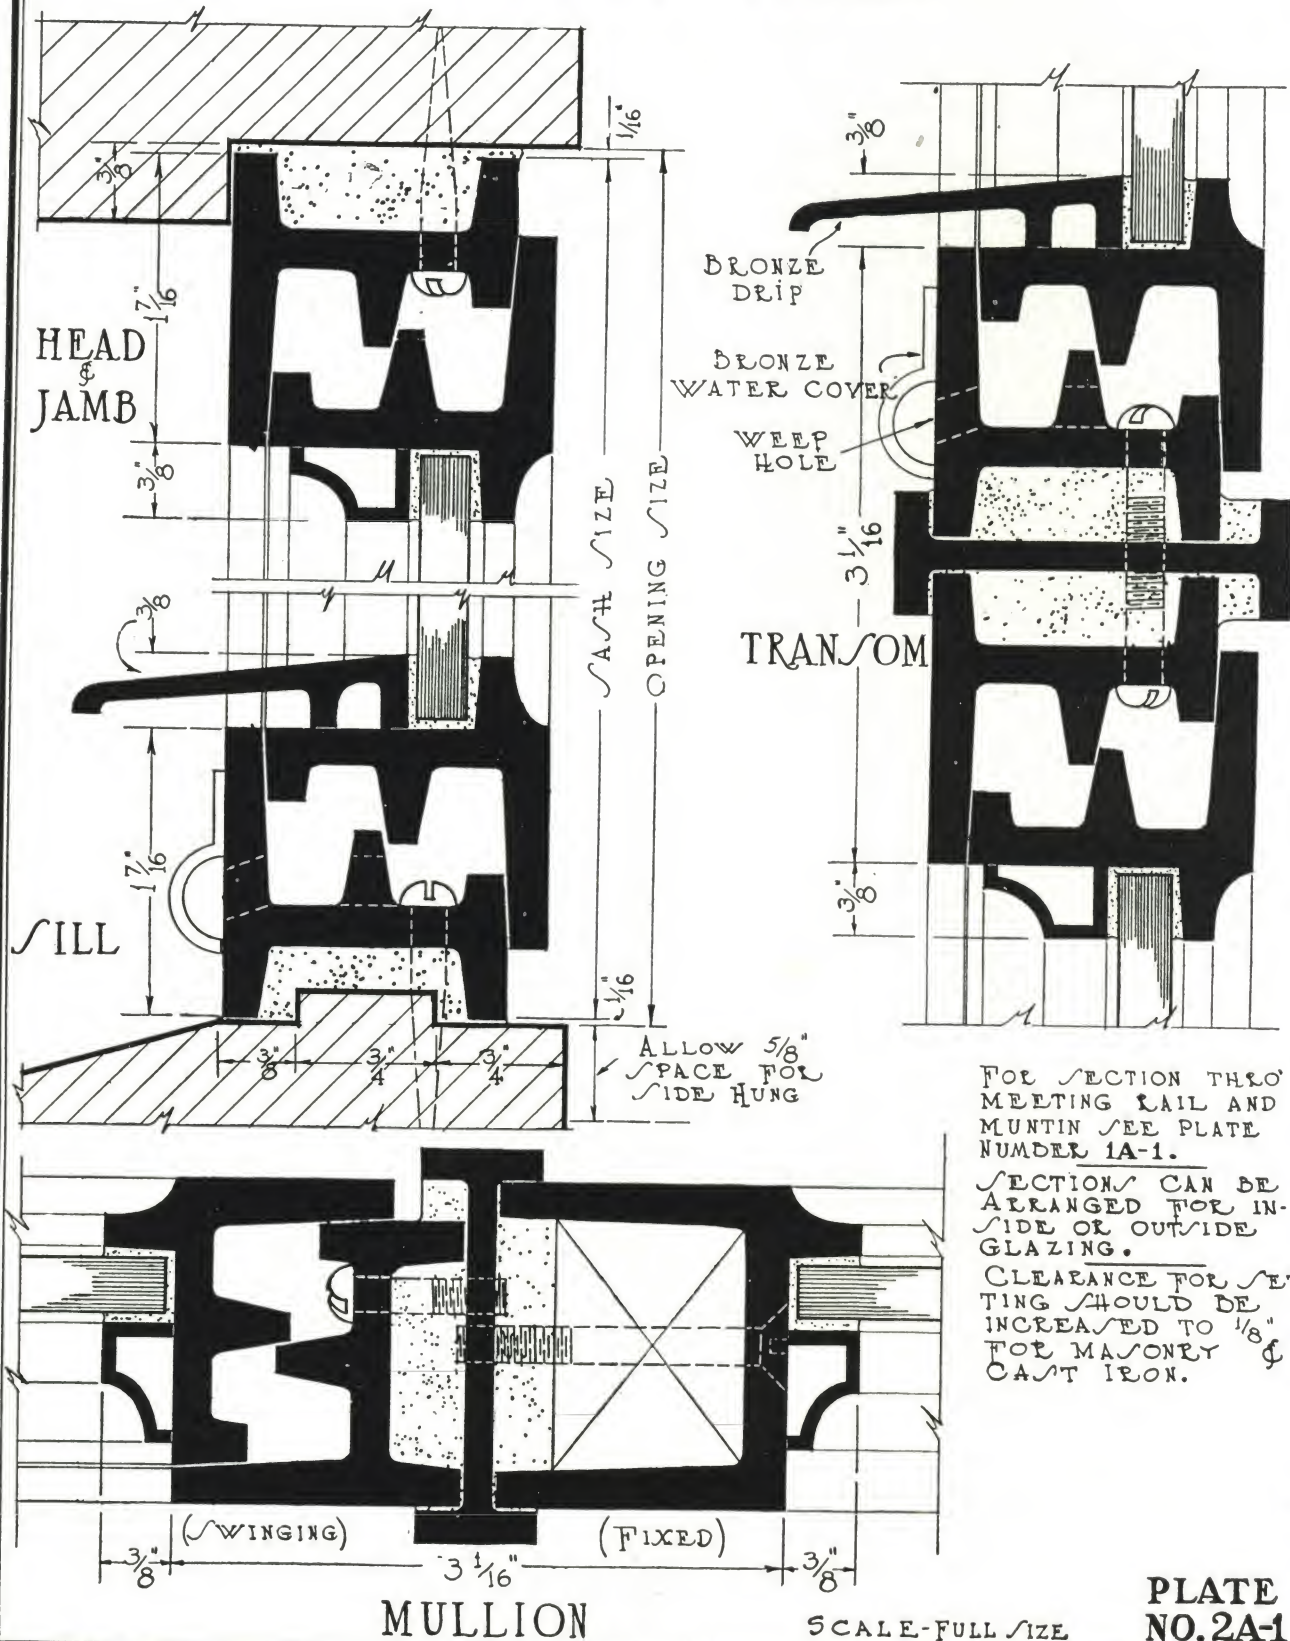 1/16"
3/8"
1 7/16"
HEAD
&
JAMB
3/8"
3/8
1 7/16"
SILL
SASH SIZE
OPENING SIZE
1/16"
3/8"
3/4"
3/4"
ALLOW 5/8"
SPACE FOR
SIDE HUNG
3/8
BRONZE
DRIP
BRONZE
WATER COVER
WEEP
HOLE
3 1/16"
TRANSOM
3/8"
FOR SECTION THRO'
MEETING RAIL AND
MUNTIN SEE PLATE
NUMBER 1A-1.
SECTIONS CAN BE
ARRANGED FOR IN-
SIDE OR OUTSIDE
GLAZING.
CLEARANCE FOR SET
TING SHOULD BE
INCREASED TO 1/8"
FOR MASONRY &
CAST IRON.
(SWINGING)
(FIXED)
3/8"
3 1/16"
3/8"
MULLION
SCALE-FULL SIZE
PLATE
NO. 2A-1